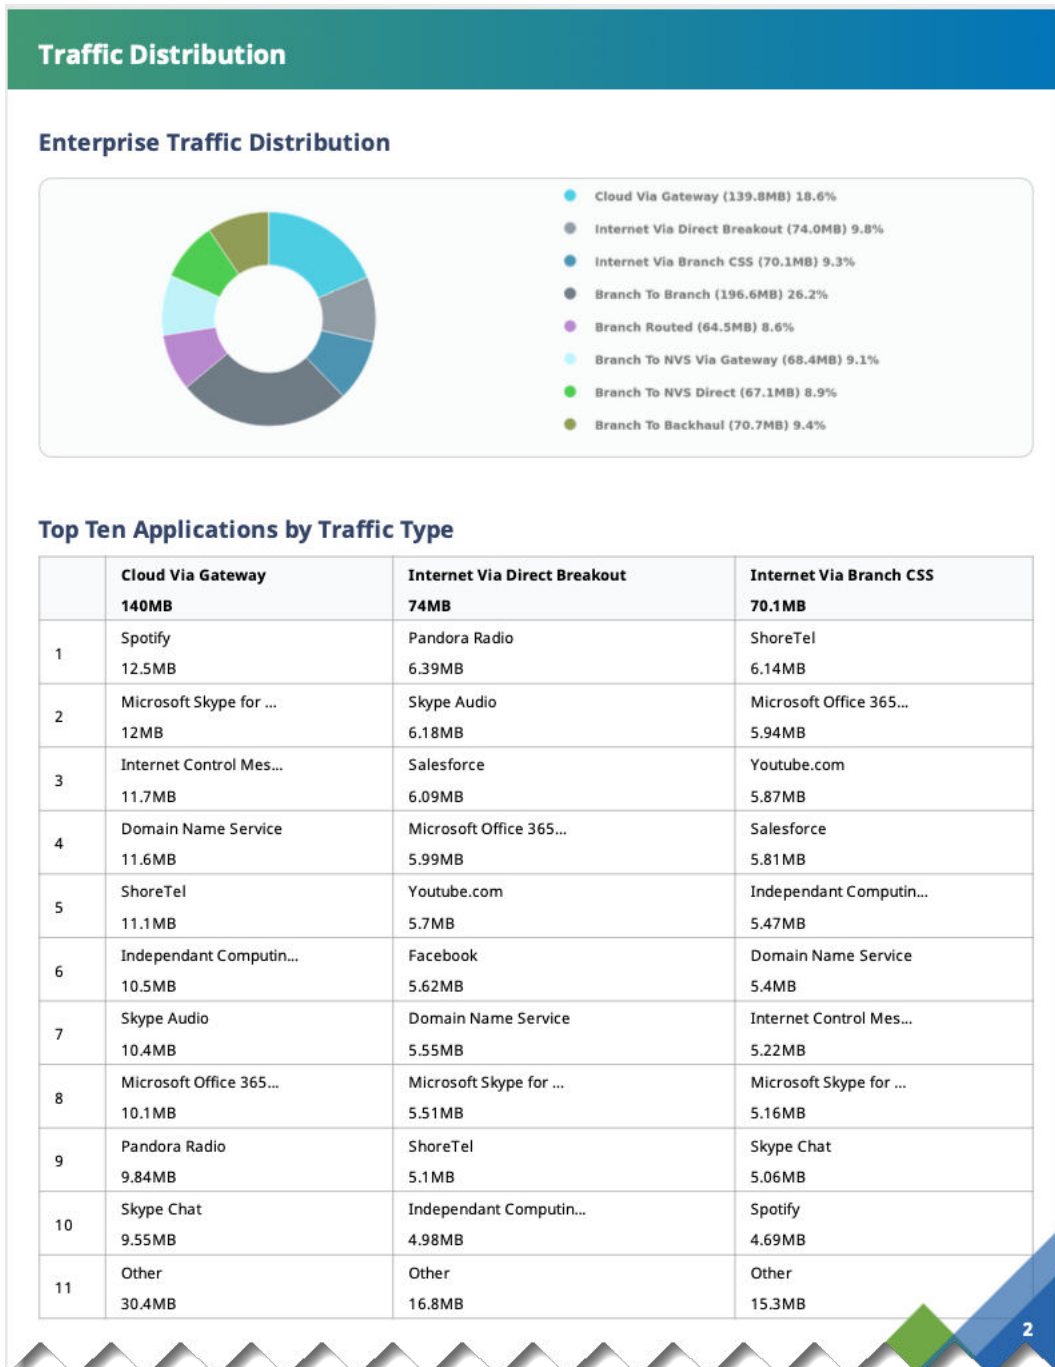 Traffic Distribution
Enterprise Traffic Distribution
Cloud Via Gateway (139.8MB) 18.6%
Internet Via Direct Breakout (74.0MB) 9.8%
Internet Via Branch CSS (70.1MB) 9.3%
Branch To Branch (196.6MB) 26.2%
Branch Routed (64.5MB) 8.6%
Branch To NVS Via Gateway (68.4MB) 9.1%
Branch To NVS Direct (67.1MB) 8.9%
Branch To Backhaul (70.7MB) 9.4%
Top Ten Applications by Traffic Type
Cloud Via Gateway Internet Via Direct Breakout Internet Via Branch CSS
140MB 74MB 70.1MB
1 Spotify Pandora Radio ShoreTel
12.5MB 6.39MB 6.14MB
2 Microsoft Skype for ... Skype Audio Microsoft Office 365...
12MB 6.18MB 5.94MB
3 Internet Control Mes... Salesforce Youtube.com
11.7MB 6.09MB 5.87MB
4 Domain Name Service Microsoft Office 365... Salesforce
11.6MB 5.99MB 5.81MB
5 ShoreTel Youtube.com Independant Computin...
11.1MB 5.7MB 5.47MB
6 Independant Computin... Facebook Domain Name Service
10.5MB 5.62MB 5.4MB
7 Skype Audio Domain Name Service Internet Control Mes...
10.4MB 5.55MB 5.22MB
8 Microsoft Office 365... Microsoft Skype for ... Microsoft Skype for ...
10.1MB 5.51MB 5.16MB
9 Pandora Radio ShoreTel Skype Chat
9.84MB 5.1MB 5.06MB
10 Skype Chat Independant Computin... Spotify
9.55MB 4.98MB 4.69MB
11 Other Other Other
30.4MB 16.8MB 15.3MB
2